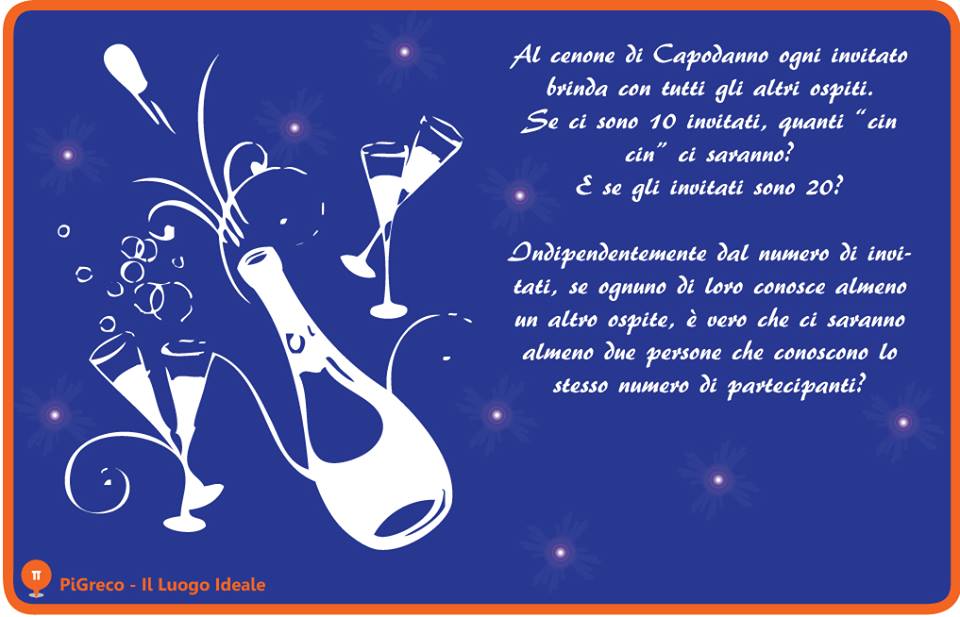 Al cenone di Capodanno ogni invitato
brinda con tutti gli altri ospiti.
Se ci sono 10 invitati, quanti “cin
cin” ci saranno?
E se gli invitati sono 20?
Indipendentemente dal numero di invi-
tati, se ognuno di loro conosce almeno
un altro ospite, è vero che ci saranno
almeno due persone che conoscono lo
stesso numero di partecipanti?
π
PiGreco - Il Luogo Ideale